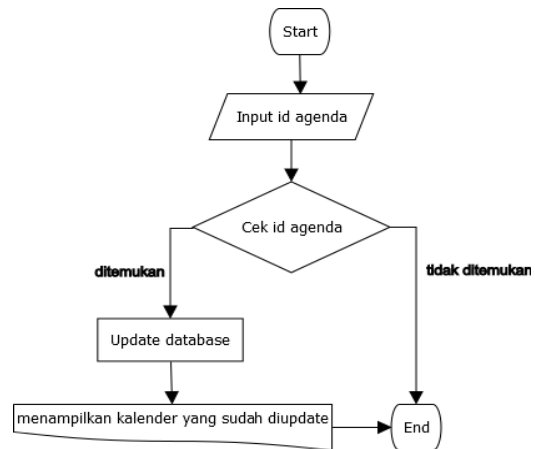 Start
Input id agenda
Cek id agenda
ditemukan
tidak ditemukan
Update database
menampilkan kalender yang sudah diupdate
End